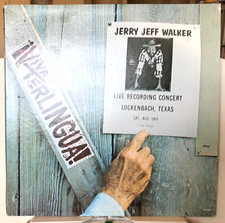 VIVA
TERLINGUA!
JERRY JEFF WALKER
LIVE RECORDING CONCERT
LUCKENBACH, TEXAS
SAT. AUG. 18th